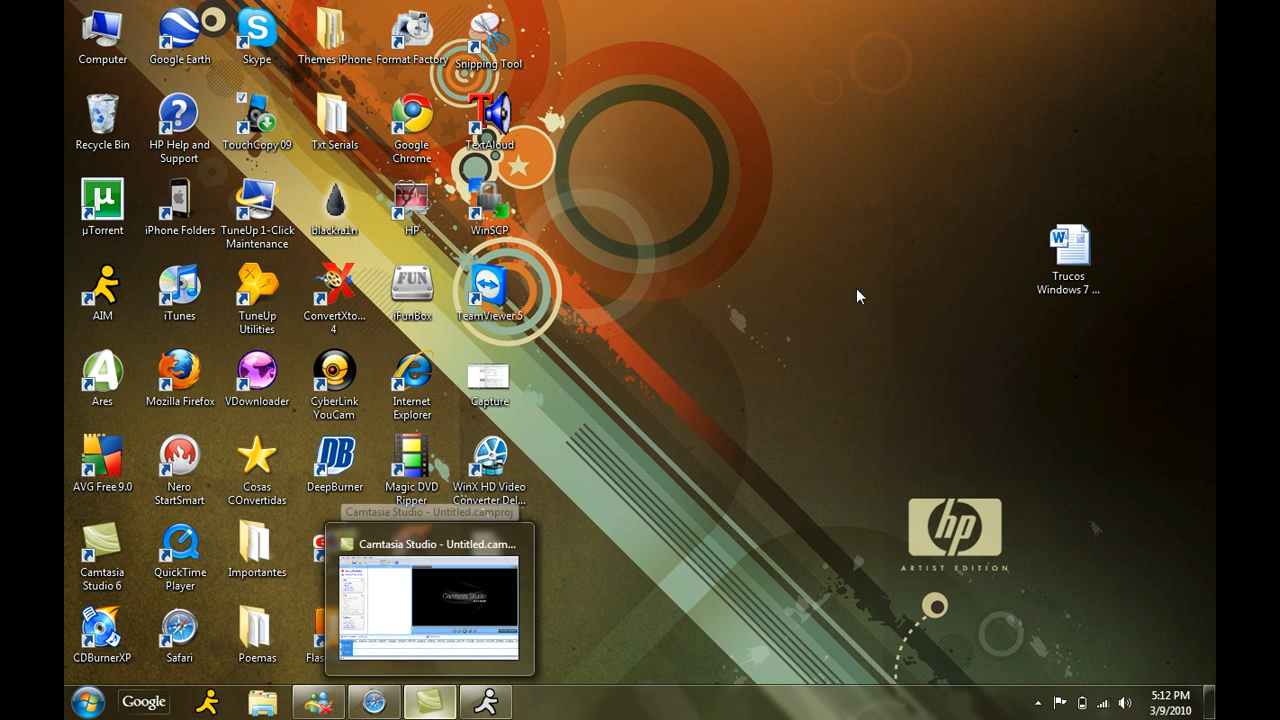 Computer
Google Earth
Skype
Themes iPhone
Format Factory
Snipping Tool
Recycle Bin
HP Help and
Support
TouchCopy 09
Txt Serials
Google
Chrome
TextAloud
µTorrent
iPhone Folders
TuneUp 1-Click
Maintenance
blackra1n
HP
WinSCP
Trucos
Windows 7 ...
AIM
iTunes
TuneUp
Utilities
ConvertXto...
4
FUN
iFunBox
TeamViewer 5
Ares
Mozilla Firefox
VDownloader
CyberLink
YouCam
Internet
Explorer
Capture
AVG Free 9.0
Nero
StartSmart
Cosas
COnvertidas
DB
DeepBurner
Magic DVD
Ripper
WinX HD Video
Converter Del...
Camtasia Studio - Untitled.camproj
Camtasia Studio - Untitled.cam...
Camtasia Studio
hp
ARTIST EDITION
Camtasia
Studio 6
QuickTime
Player
Importantes
CDBurnerXP
Safari
Poemas
Flas
Google
5:12 PM
3/9/2010